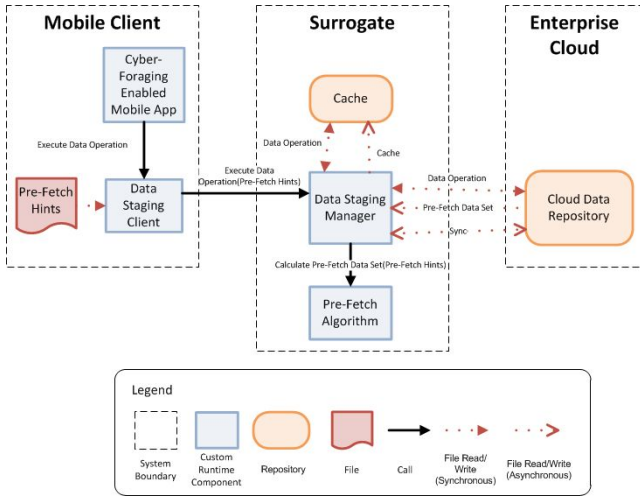 Mobile Client
Surrogate
Enterprise
Cloud
Cyber-
Foraging
Enabled
Mobile App
Cache
Execute Data Operation
Data Operation
Cache
Pre-Fetch
Hints
Data
Staging
Client
Execute Data
Operation(Pre-Fetch Hints)
Data Staging
Manager
Data Operation
Pre-Fetch Data Set
Sync
Cloud Data
Repository
Calculate Pre-Fetch Data Set(Pre-Fetch Hints)
Pre-Fetch
Algorithm
Legend
System
Boundary
Custom
Runtime
Component
Repository
File
Call
File Read/
Write
(Synchronous)
File Read/Write
(Asynchronous)